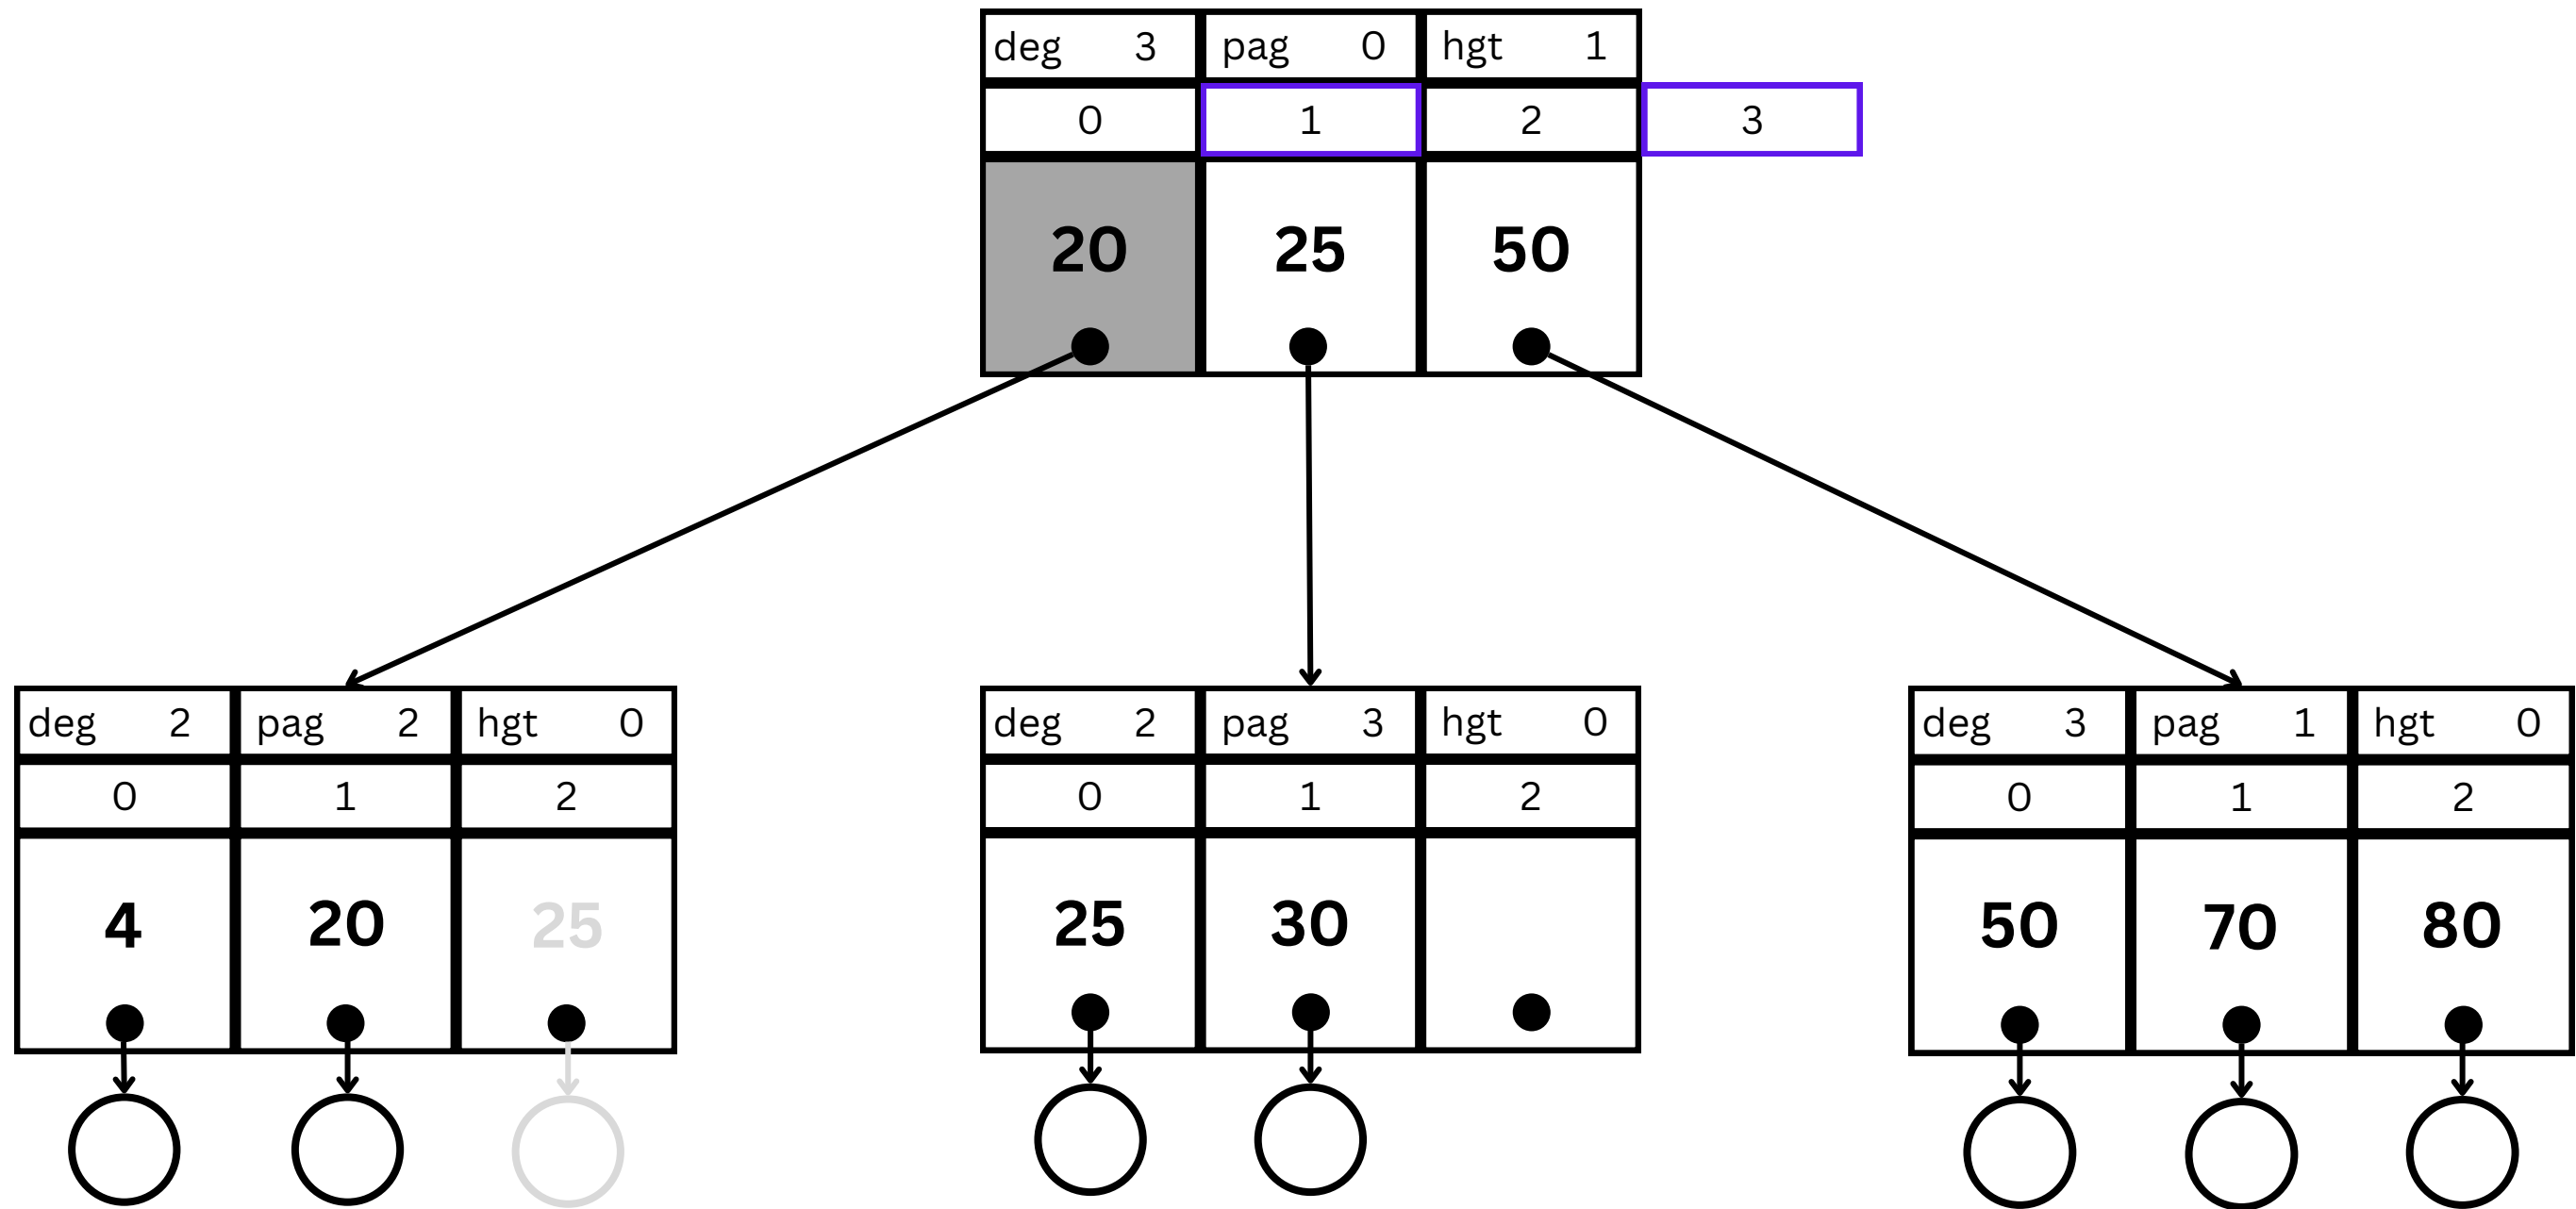 deg 3 pag 0 hgt 1
0 1 2 3
20 25 50
deg 2 pag 2 hgt 0
0 1 2
4 20 25
deg 2 pag 3 hgt 0
0 1 2
25 30
deg 3 pag 1 hgt 0
0 1 2
50 70 80